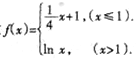 f(x)={ 1/4 x+1, (x≤1).
ln x, (x>1).